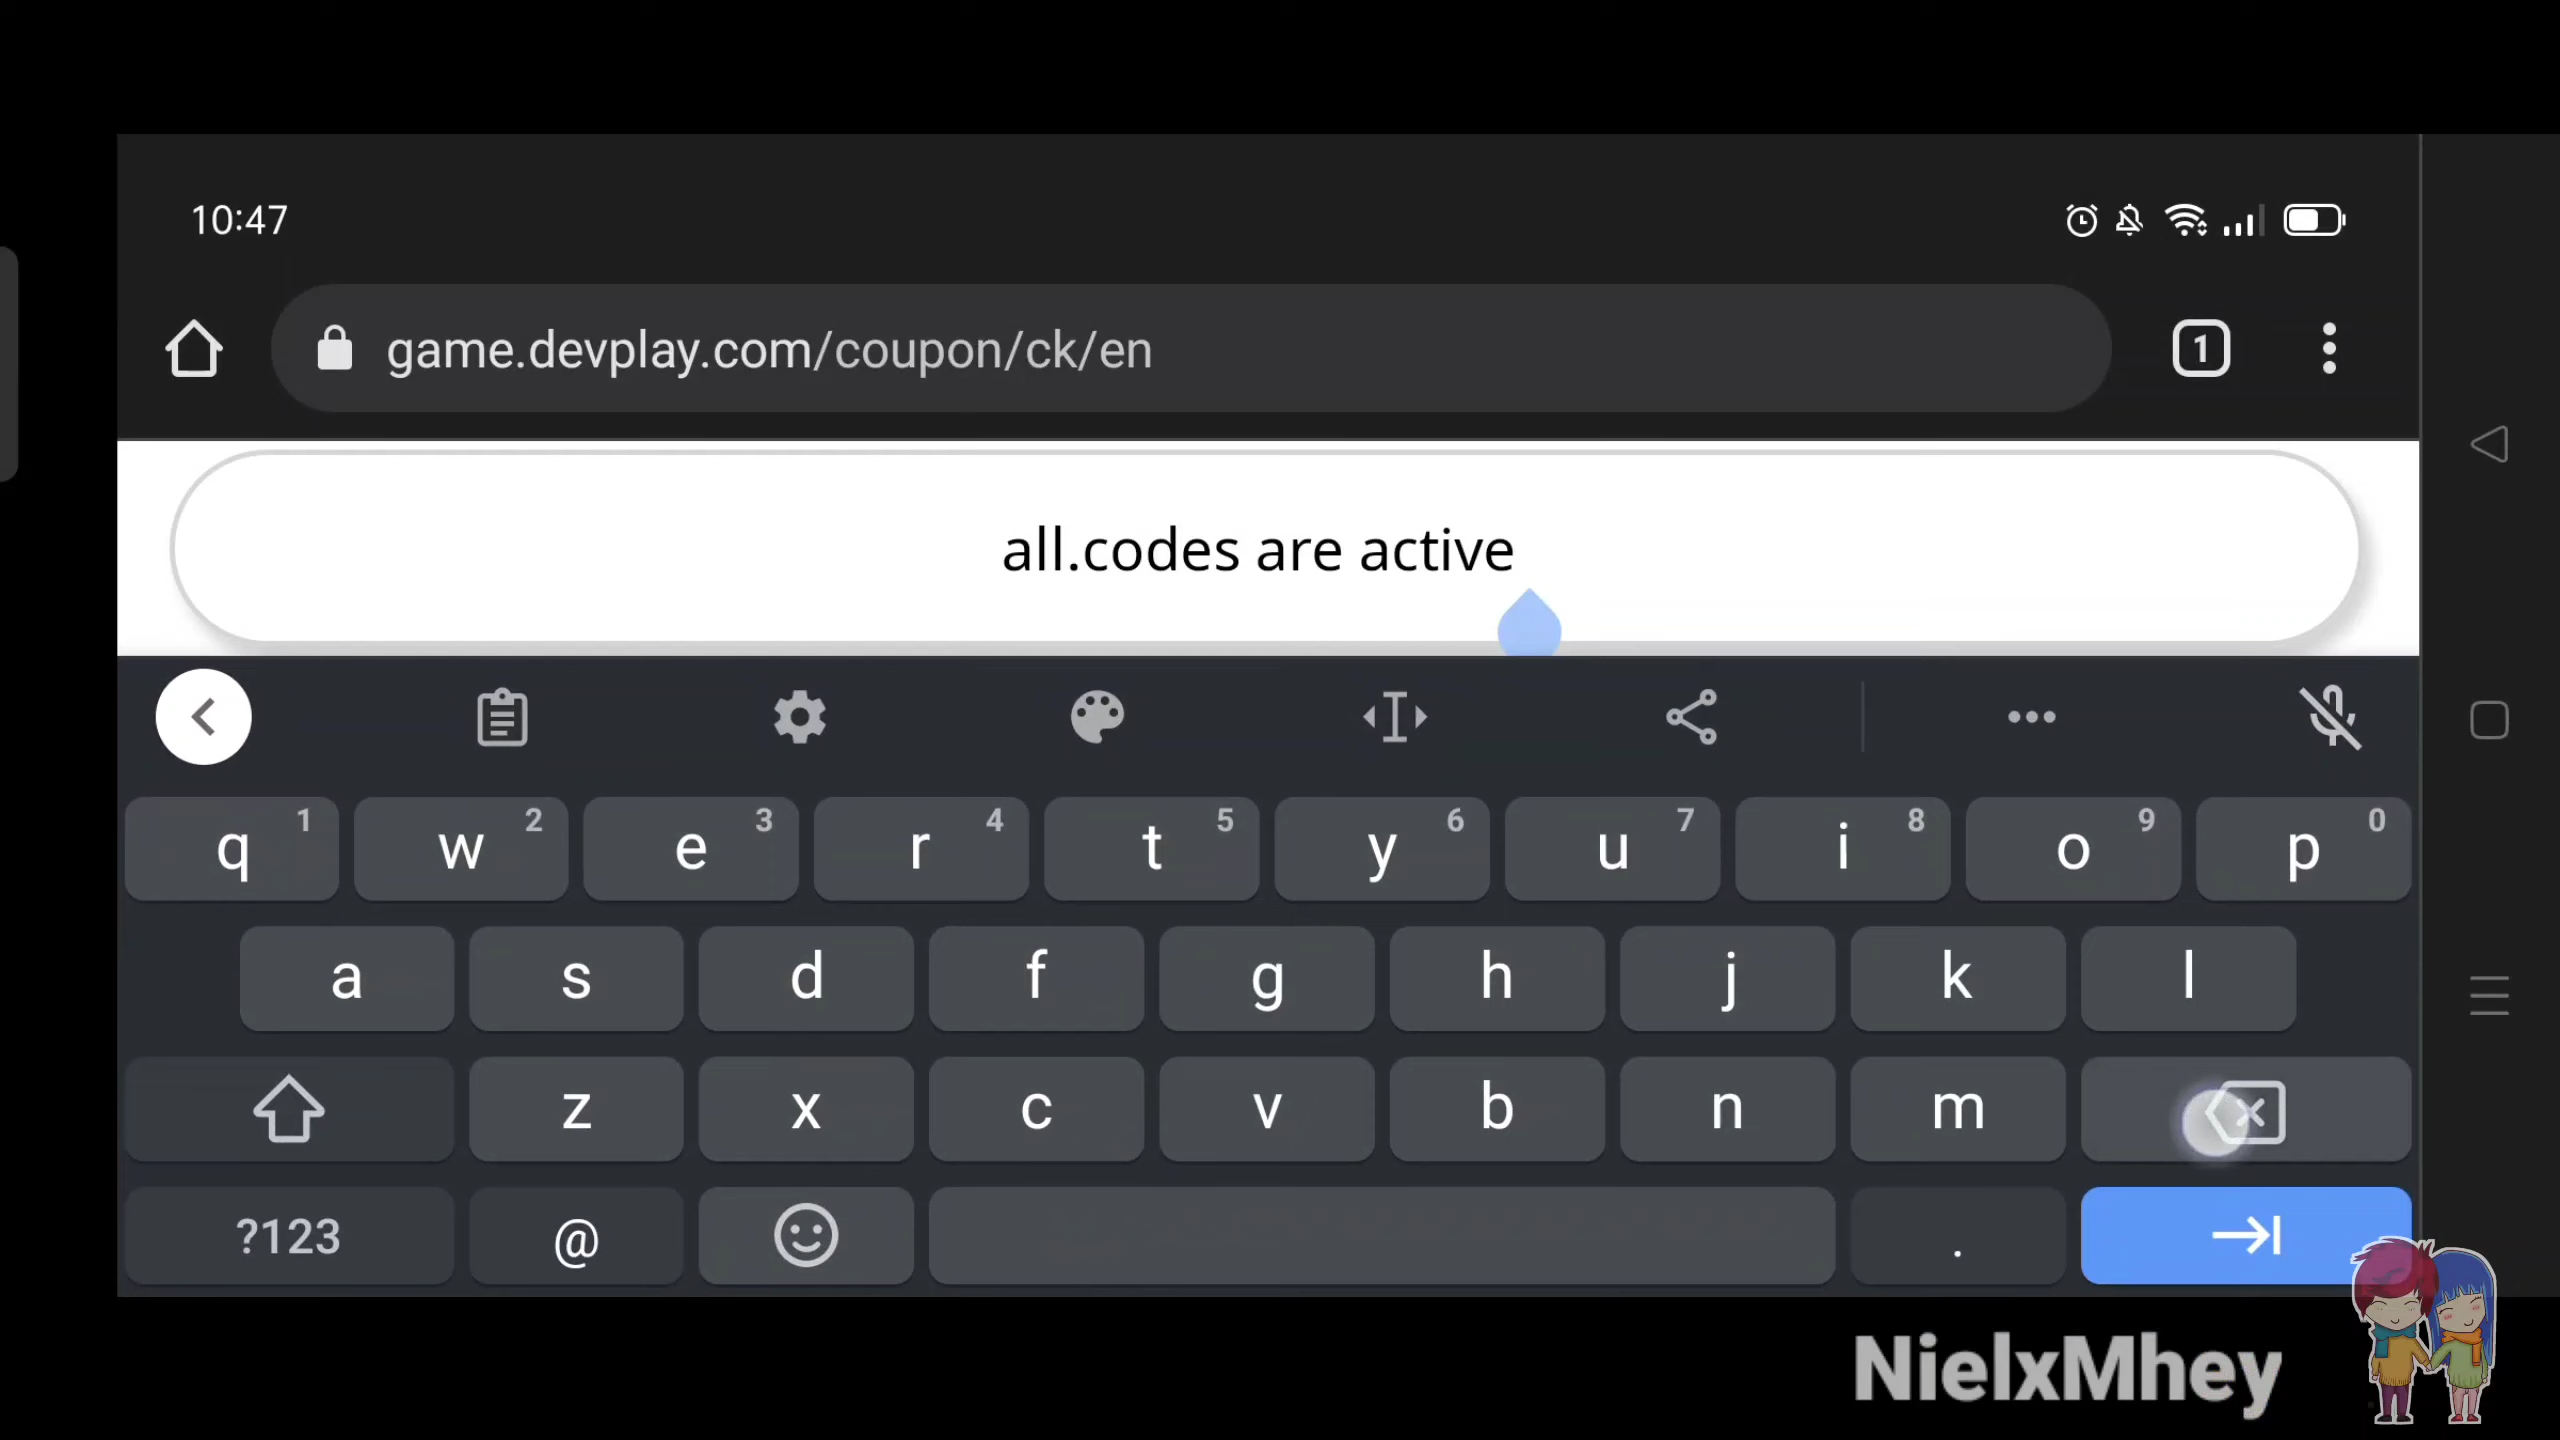 10:47
game.devplay.com/coupon/ck/en
1
all.codes are active
q 1 w 2 e 3 r 4 t 5 y 6 u 7 i 8 o 9 p 0
a s d f g h j k l
z x c v b n m
?123 @ .
NielxMhey